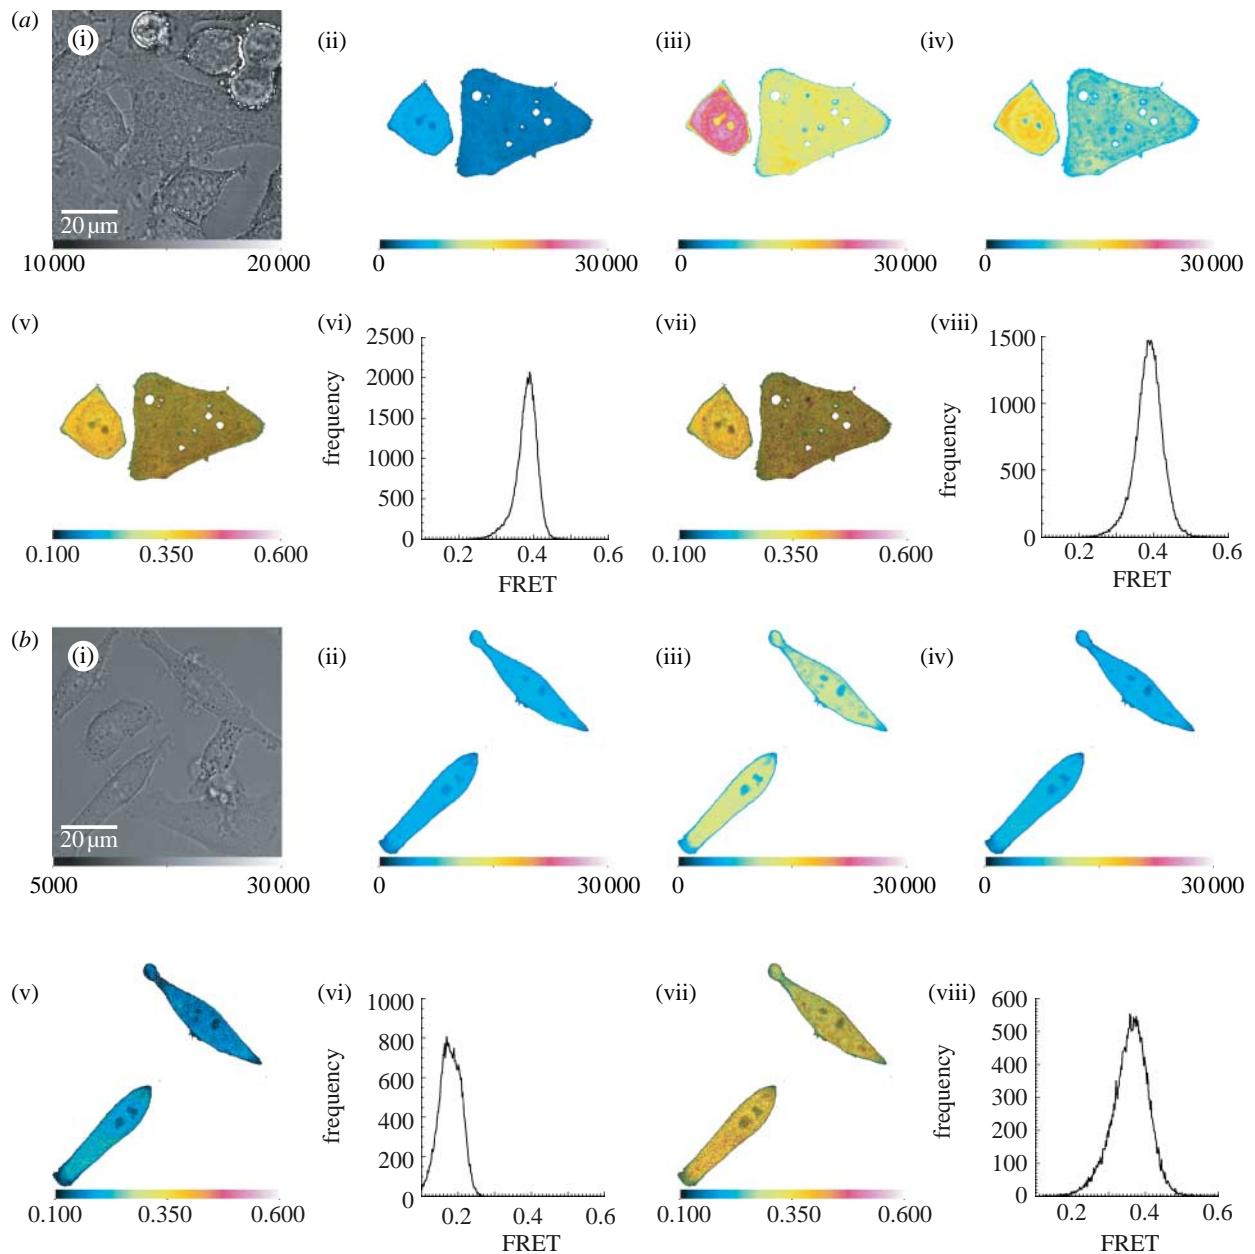 (a)
(i)
(ii)
(iii)
(iv)
20 µm
10 000 20 000
0 30 000
0 30 000
0 30 000
(v)
(vi)
(vii)
(viii)
2500
2000
1500
1000
500
0
frequency
0.2 0.4 0.6
FRET
0.100 0.350 0.600
0.100 0.350 0.600
1500
1000
500
0
frequency
0.2 0.4 0.6
FRET
(b)
(i)
(ii)
(iii)
(iv)
20 µm
5000 30 000
0 30 000
0 30 000
0 30 000
(v)
(vi)
(vii)
(viii)
1000
800
600
400
200
0
frequency
0.2 0.4 0.6
FRET
0.100 0.350 0.600
0.100 0.350 0.600
600
500
400
300
200
100
0
frequency
0.2 0.4 0.6
FRET